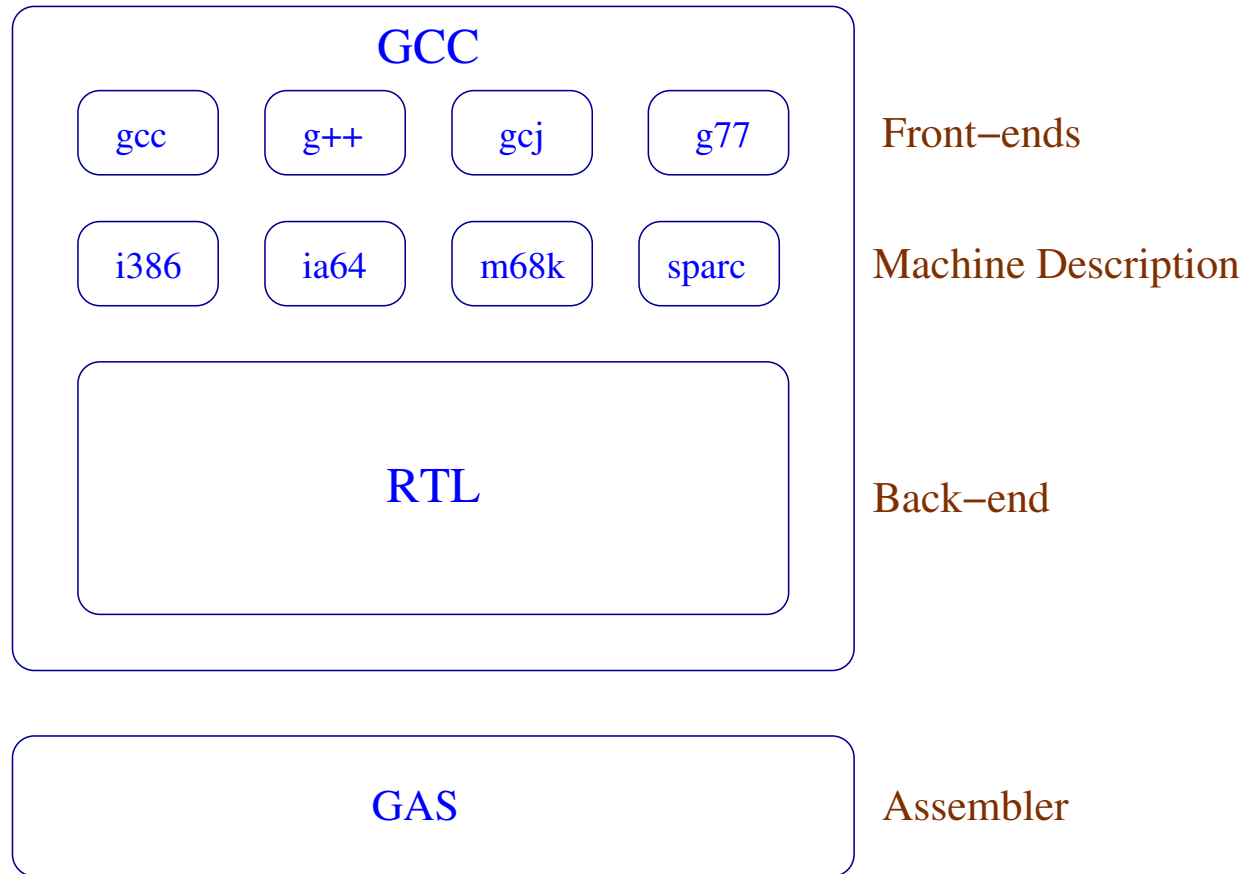 GCC
gcc g++ gcj g77 Front−ends
i386 ia64 m68k sparc Machine Description
RTL Back−end
GAS Assembler